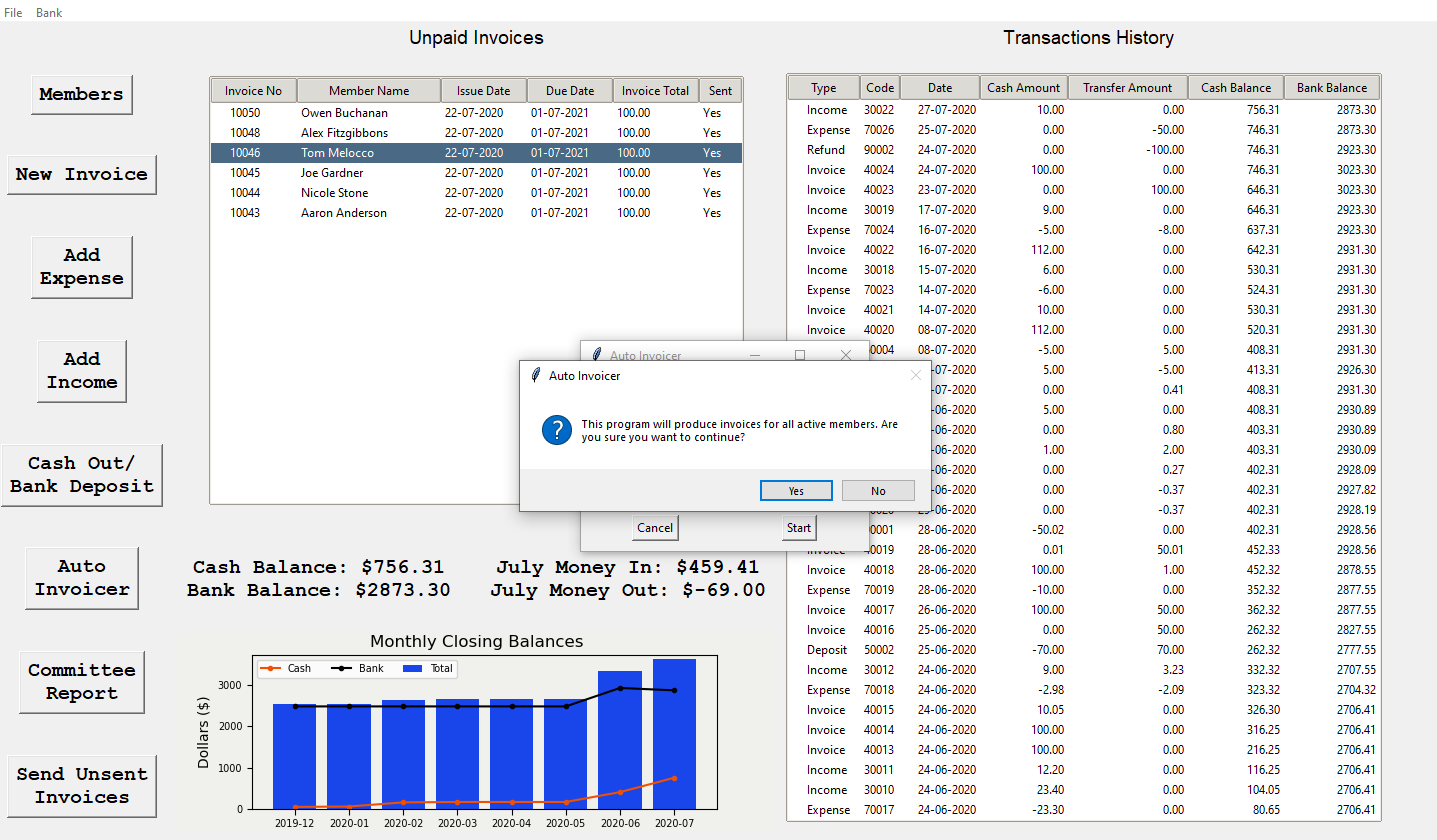 File Bank
Unpaid Invoices
Transactions History
Members
New Invoice
Add
Expense
Add
Income
Cash Out/
Bank Deposit
Auto
Invoicer
Committee
Report
Send Unsent
Invoices
Invoice No Member Name Issue Date Due Date Invoice Total Sent
10050 Owen Buchanan 22-07-2020 01-07-2021 100.00 Yes
10048 Alex Fitzgibbons 22-07-2020 01-07-2021 100.00 Yes
10046 Tom Melocco 22-07-2020 01-07-2021 100.00 Yes
10045 Joe Gardner 22-07-2020 01-07-2021 100.00 Yes
10044 Nicole Stone 22-07-2020 01-07-2021 100.00 Yes
10043 Aaron Anderson 22-07-2020 01-07-2021 100.00 Yes
Auto Invoicer
Auto Invoicer
This program will produce invoices for all active members. Are
you sure you want to continue?
Yes No
Cancel Start
Cash Balance: $756.31 July Money In: $459.41
Bank Balance: $2873.30 July Money Out: $-69.00
Monthly Closing Balances
Cash Bank Total
Dollars ($)
3000
2000
1000
0
2019-12 2020-01 2020-02 2020-03 2020-04 2020-05 2020-06 2020-07
Type Code Date Cash Amount Transfer Amount Cash Balance Bank Balance
Income 30022 27-07-2020 10.00 0.00 756.31 2873.30
Expense 70026 25-07-2020 0.00 -50.00 746.31 2873.30
Refund 90002 24-07-2020 0.00 -100.00 746.31 2923.30
Invoice 40024 24-07-2020 100.00 0.00 746.31 3023.30
Invoice 40023 23-07-2020 0.00 100.00 646.31 3023.30
Income 30019 17-07-2020 9.00 0.00 646.31 2923.30
Expense 70024 16-07-2020 -5.00 -8.00 637.31 2923.30
Invoice 40022 16-07-2020 112.00 0.00 642.31 2931.30
Income 30018 15-07-2020 6.00 0.00 530.31 2931.30
Expense 70023 14-07-2020 -6.00 0.00 524.31 2931.30
Invoice 40021 14-07-2020 10.00 0.00 530.31 2931.30
Invoice 40020 08-07-2020 112.00 0.00 520.31 2931.30
0004 08-07-2020 -5.00 5.00 408.31 2931.30
-07-2020 5.00 -5.00 413.31 2926.30
-07-2020 0.00 0.41 408.31 2931.30
-06-2020 5.00 0.00 408.31 2930.89
-06-2020 0.00 0.80 403.31 2930.89
-06-2020 1.00 2.00 403.31 2930.09
-06-2020 0.00 0.27 402.31 2928.09
-06-2020 0.00 -0.37 402.31 2927.82
-06-2020 0.00 -0.37 402.31 2928.19
0001 28-06-2020 -50.02 0.00 402.31 2928.56
Invoice 40019 28-06-2020 0.01 50.01 452.33 2928.56
Invoice 40018 28-06-2020 100.00 1.00 452.32 2878.55
Expense 70019 28-06-2020 -10.00 0.00 352.32 2877.55
Invoice 40017 26-06-2020 100.00 50.00 362.32 2877.55
Invoice 40016 25-06-2020 0.00 50.00 262.32 2827.55
Deposit 50002 25-06-2020 -70.00 70.00 262.32 2777.55
Income 30012 24-06-2020 9.00 3.23 332.32 2707.55
Expense 70018 24-06-2020 -2.98 -2.09 323.32 2704.32
Invoice 40015 24-06-2020 10.05 0.00 326.30 2706.41
Invoice 40014 24-06-2020 100.00 0.00 316.25 2706.41
Invoice 40013 24-06-2020 100.00 0.00 216.25 2706.41
Income 30011 24-06-2020 12.20 0.00 116.25 2706.41
Income 30010 24-06-2020 23.40 0.00 104.05 2706.41
Expense 70017 24-06-2020 -23.30 0.00 80.65 2706.41